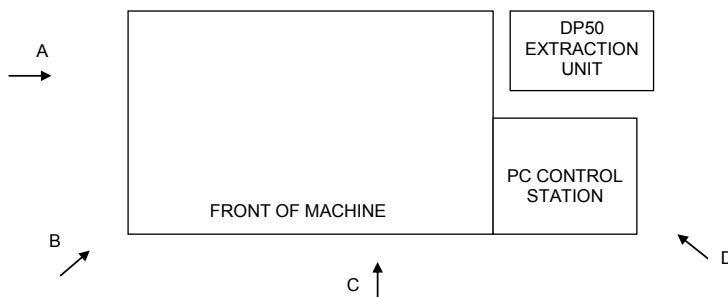 A
DP50
EXTRACTION
UNIT
PC CONTROL
STATION
FRONT OF MACHINE
B
C
D